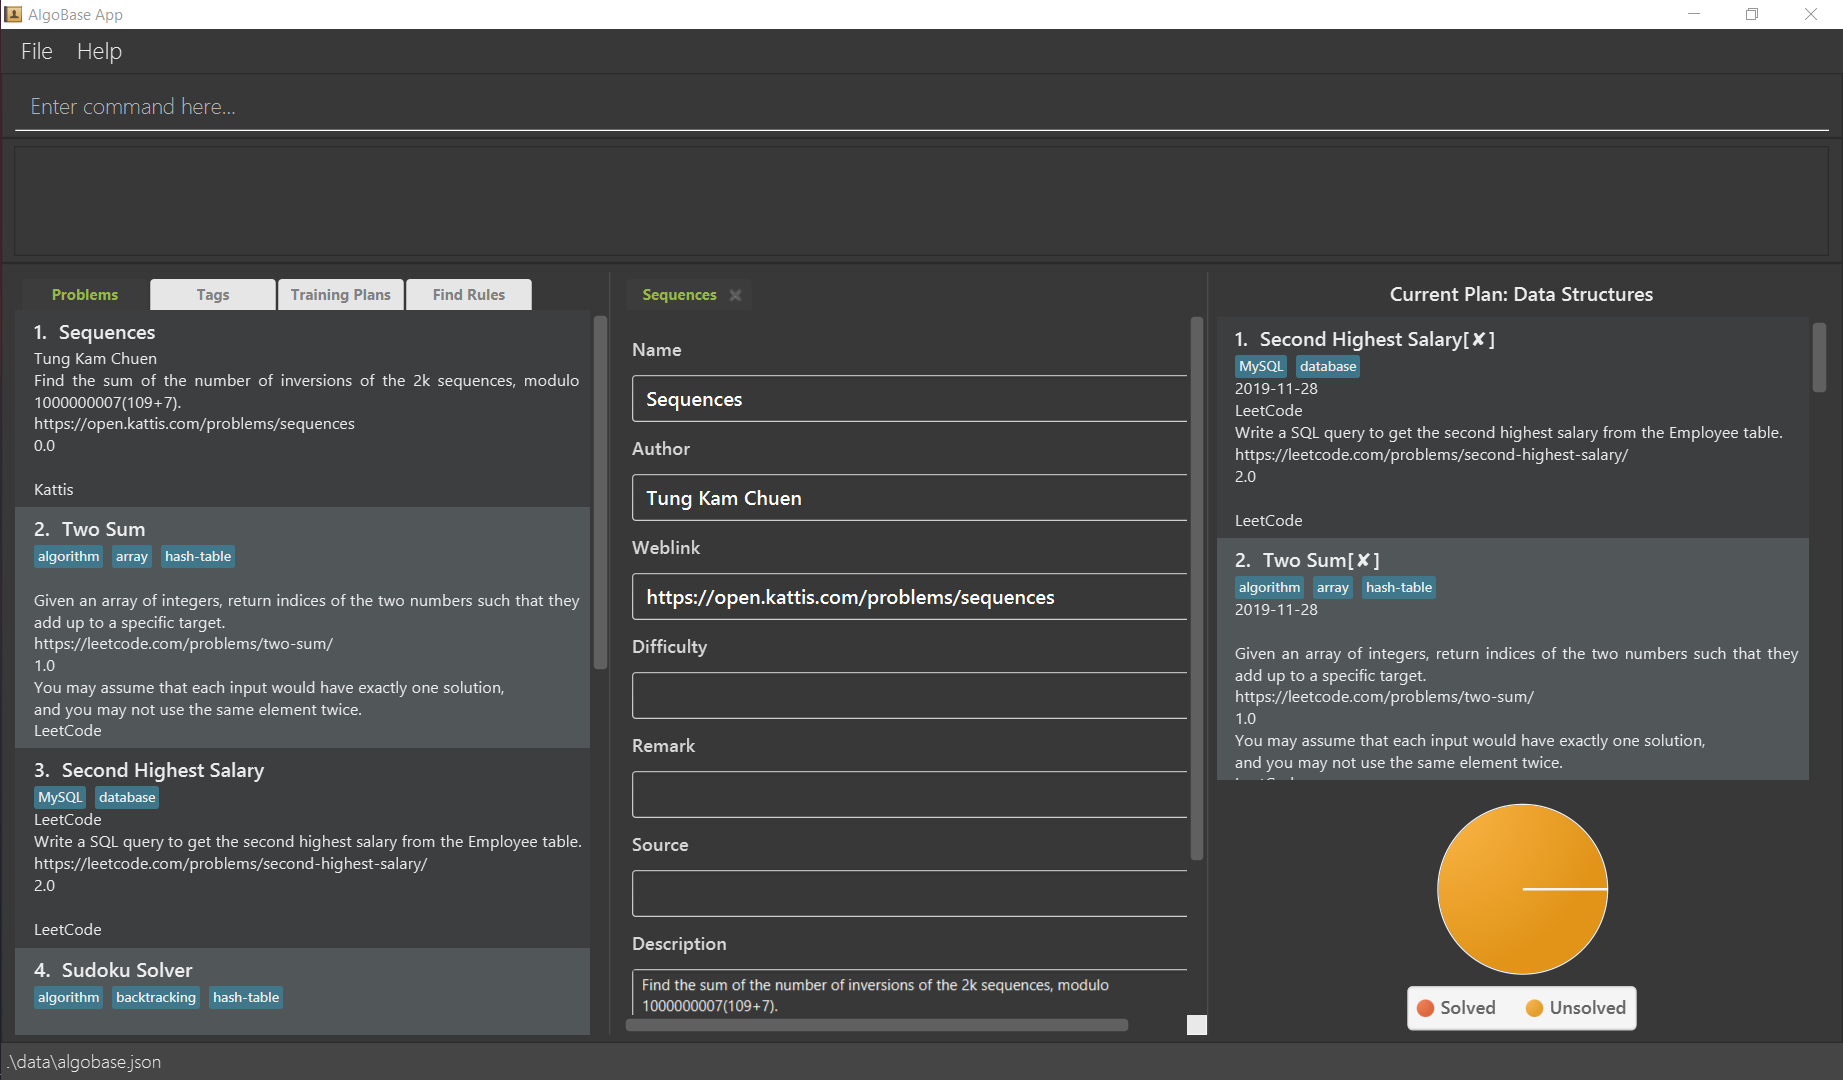 AlgoBase App
File Help
Enter command here...
Problems Tags Training Plans Find Rules
1. Sequences
Tung Kam Chuen
Find the sum of the number of inversions of the 2k sequences, modulo
1000000007(109+7).
https://open.kattis.com/problems/sequences
0.0
Kattis
2. Two Sum
algorithm array hash-table
Given an array of integers, return indices of the two numbers such that they
add up to a specific target.
https://leetcode.com/problems/two-sum/
1.0
You may assume that each input would have exactly one solution,
and you may not use the same element twice.
LeetCode
3. Second Highest Salary
MySQL database
LeetCode
Write a SQL query to get the second highest salary from the Employee table.
https://leetcode.com/problems/second-highest-salary/
2.0
LeetCode
4. Sudoku Solver
algorithm backtracking hash-table
Sequences
Name
Sequences
Author
Tung Kam Chuen
Weblink
https://open.kattis.com/problems/sequences
Difficulty
Remark
Source
Description
Find the sum of the number of inversions of the 2k sequences, modulo
1000000007(109+7).
Current Plan: Data Structures
1. Second Highest Salary[✘]
MySQL database
2019-11-28
LeetCode
Write a SQL query to get the second highest salary from the Employee table.
https://leetcode.com/problems/second-highest-salary/
2.0
LeetCode
2. Two Sum[✘]
algorithm array hash-table
2019-11-28
Given an array of integers, return indices of the two numbers such that they
add up to a specific target.
https://leetcode.com/problems/two-sum/
1.0
You may assume that each input would have exactly one solution,
and you may not use the same element twice.
Solved Unsolved
.\data\algobase.json